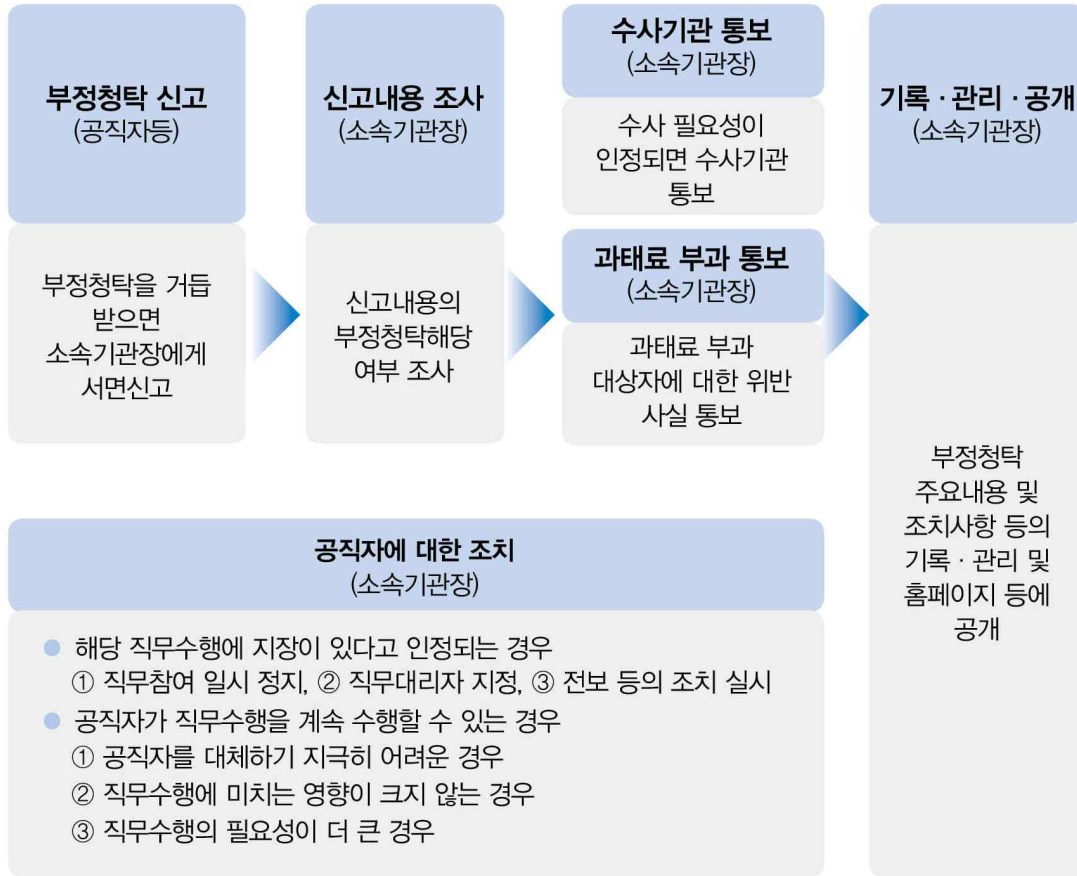 부정청탁 신고
(공직자등)
부정청탁을 거듭
받으면
소속기관장에게
서면신고
신고내용 조사
(소속기관장)
신고내용의
부정청탁해당
여부 조사
수사기관 통보
(소속기관장)
수사 필요성이
인정되면 수사기관
통보
과태료 부과 통보
(소속기관장)
과태료 부과
대상자에 대한 위반
사실 통보
기록 · 관리 · 공개
(소속기관장)
부정청탁
주요내용 및
조치사항 등의
기록 · 관리 및
홈페이지 등에
공개
공직자에 대한 조치
(소속기관장)
● 해당 직무수행에 지장이 있다고 인정되는 경우
① 직무참여 일시 정지, ② 직무대리자 지정, ③ 전보 등의 조치 실시
● 공직자가 직무수행을 계속 수행할 수 있는 경우
① 공직자를 대체하기 지극히 어려운 경우
② 직무수행에 미치는 영향이 크지 않는 경우
③ 직무수행의 필요성이 더 큰 경우